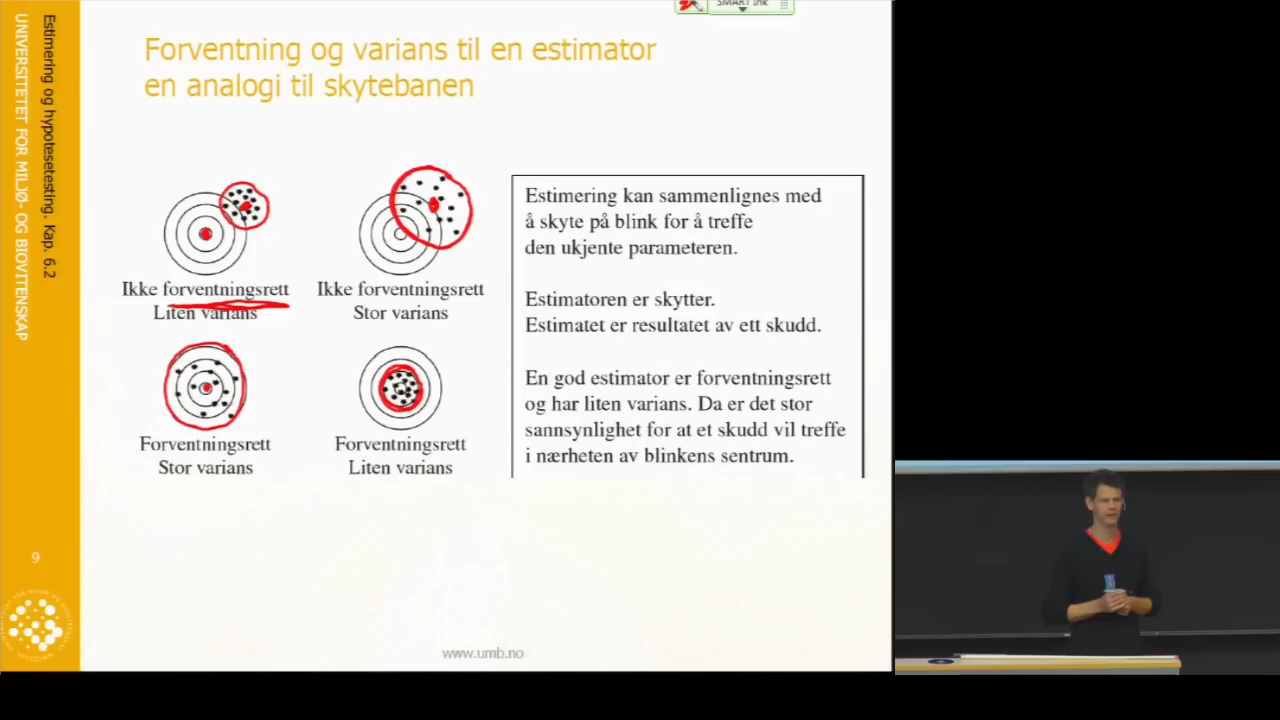 SMART Ink
Forventning og varians til en estimator
en analogi til skytebanen
Estimering og hypotesetesting. Kap. 6.2
UNIVERSITETET FOR MILJØ- OG BIOVITENSKAP
Ikke forventningsrett
Liten varians
Ikke forventningsrett
Stor varians
Forventningsrett
Stor varians
Forventningsrett
Liten varians
Estimering kan sammenlignes med
å skyte på blink for å treffe
den ukjente parameteren.
Estimatoren er skytter.
Estimatet er resultatet av ett skudd.
En god estimator er forventningsrett
og har liten varians. Da er det stor
sannsynlighet for at et skudd vil treffe
i nærheten av blinkens sentrum.
9
www.umb.no